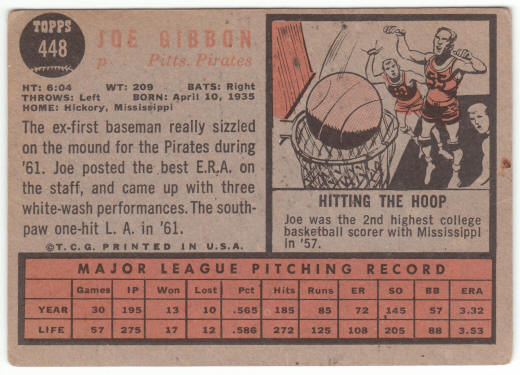 TOPPS
448
JOE GIBBON
p Pitts. Pirates
HT: 6:04 WT: 209 BATS: Right
THROWS: Left BORN: April 10, 1935
HOME: Hickory, Mississippi
The ex-first baseman really sizzled
on the mound for the Pirates during
'61. Joe posted the best E.R.A. on
the staff, and came up with three
white-wash performances. The south-
paw one-hit L. A. in '61.
© T.C.G. PRINTED IN U.S.A.
55
HITTING THE HOOP
Joe was the 2nd highest college
basketball scorer with Mississippi
in '57.
MAJOR LEAGUE PITCHING RECORD
Games IP Won Lost Pct Hits Runs ER SO BB ERA
YEAR 30 195 13 10 .565 185 85 72 145 57 3.32
LIFE 57 275 17 12 .586 272 125 108 205 88 3.53